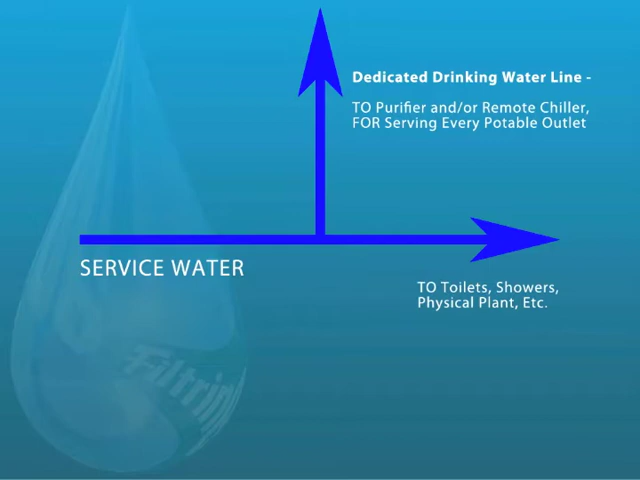 Dedicated Drinking Water Line -
TO Purifier and/or Remote Chiller,
FOR Serving Every Potable Outlet
SERVICE WATER
TO Toilets, Showers,
Physical Plant, Etc.